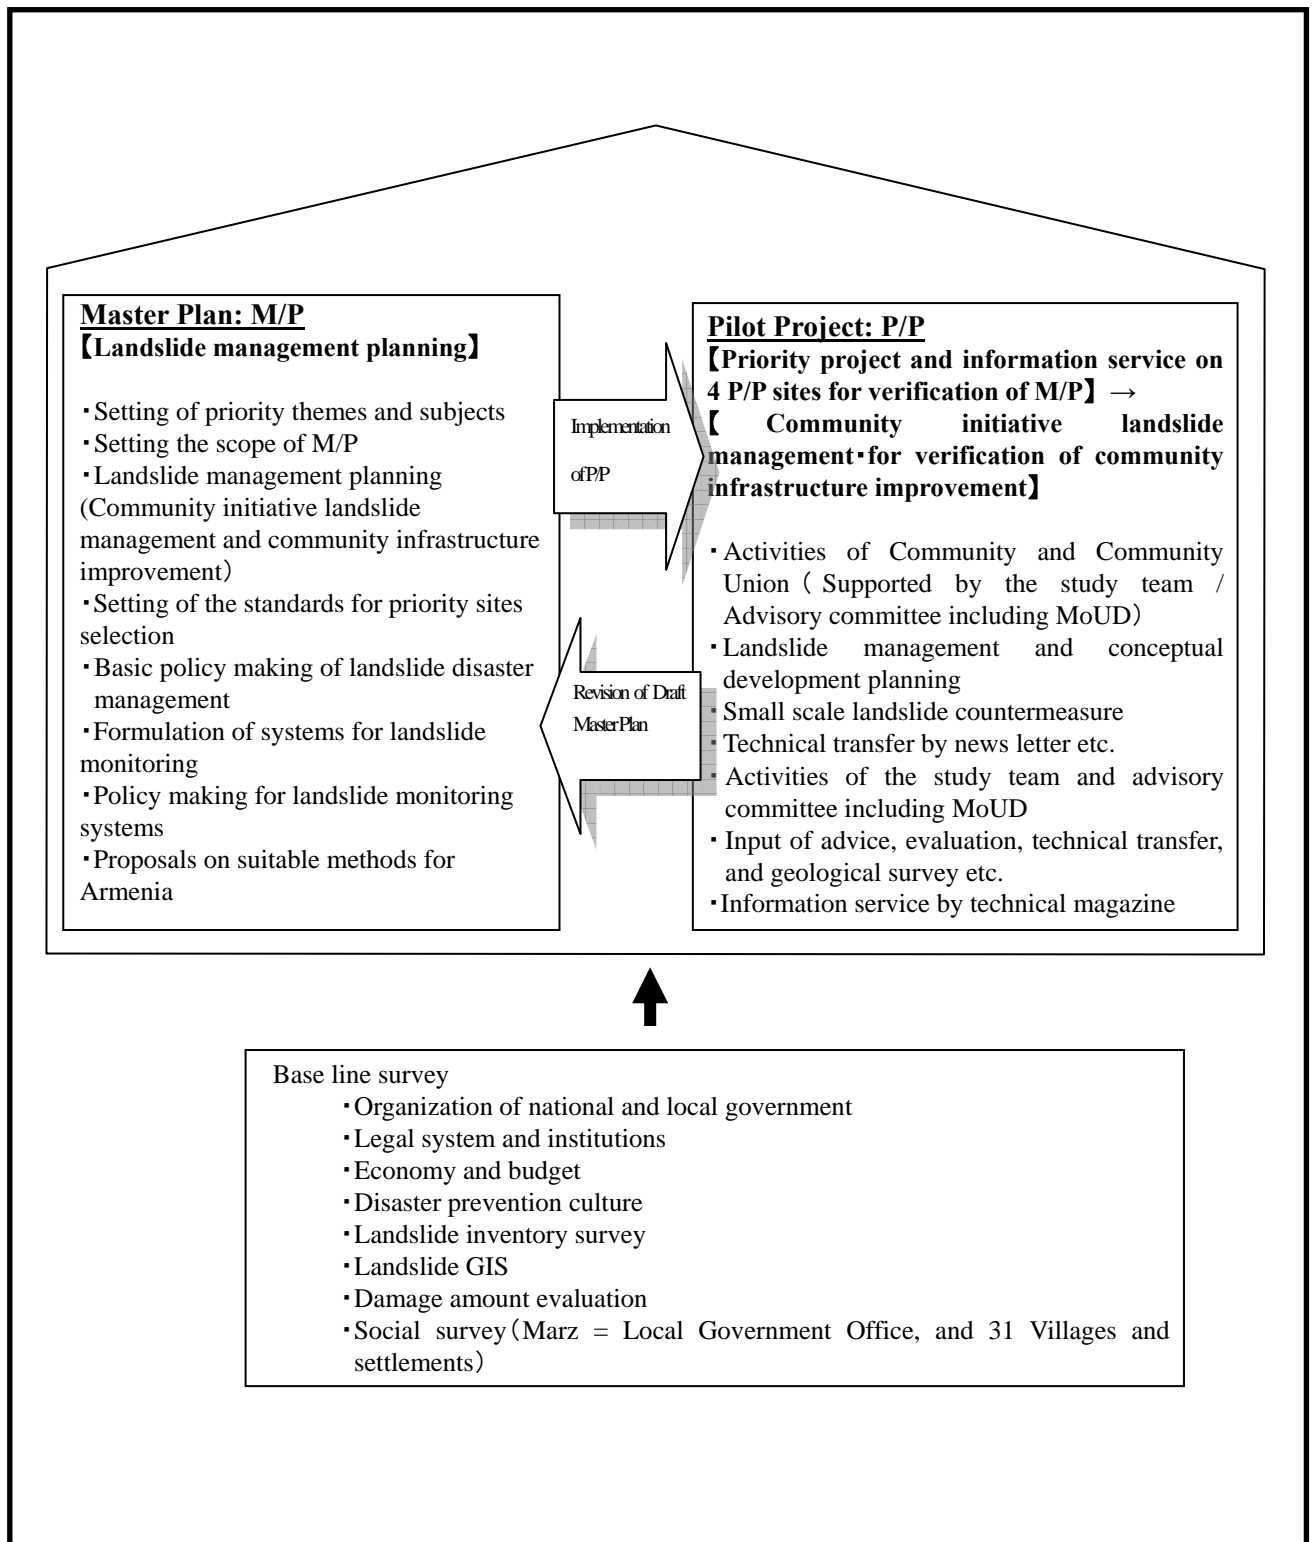 Master Plan: M/P
【Landslide management planning】
・Setting of priority themes and subjects
・Setting the scope of M/P
・Landslide management planning
(Community initiative landslide
management and community infrastructure
improvement）
・Setting of the standards for priority sites
selection
・Basic policy making of landslide disaster
management
・Formulation of systems for landslide
monitoring
・Policy making for landslide monitoring
systems
・Proposals on suitable methods for
Armenia
Implementation
of P/P
Revision of Draft
Master Plan
Pilot Project: P/P
【Priority project and information service on
4 P/P sites for verification of M/P】→
【 Community initiative landslide
management・for verification of community
infrastructure improvement】
・Activities of Community and Community
Union（ Supported by the study team /
Advisory committee including MoUD）
・Landslide management and conceptual
development planning
・Small scale landslide countermeasure
・Technical transfer by news letter etc.
・Activities of the study team and advisory
committee including MoUD
・Input of advice, evaluation, technical transfer,
and geological survey etc.
・Information service by technical magazine
Base line survey
・Organization of national and local government
・Legal system and institutions
・Economy and budget
・Disaster prevention culture
・Landslide inventory survey
・Landslide GIS
・Damage amount evaluation
・Social survey（Marz = Local Government Office, and 31 Villages and
settlements）